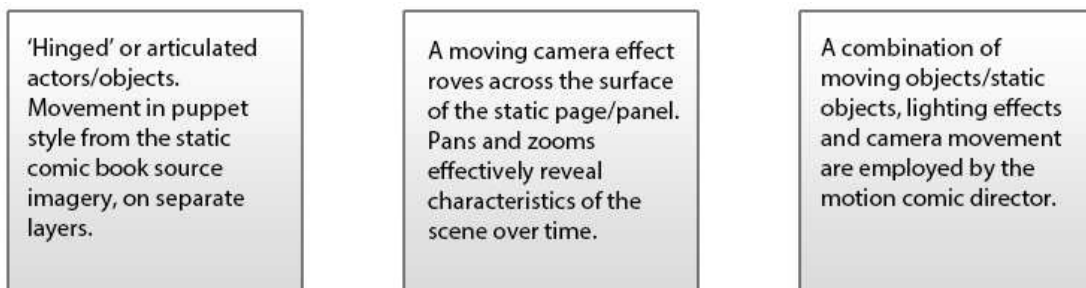 ‘Hinged’ or articulated
actors/objects.
Movement in puppet
style from the static
comic book source
imagery, on separate
layers.
A moving camera effect
roves across the surface
of the static page/panel.
Pans and zooms
effectively reveal
characteristics of the
scene over time.
A combination of
moving objects/static
objects, lighting effects
and camera movement
are employed by the
motion comic director.